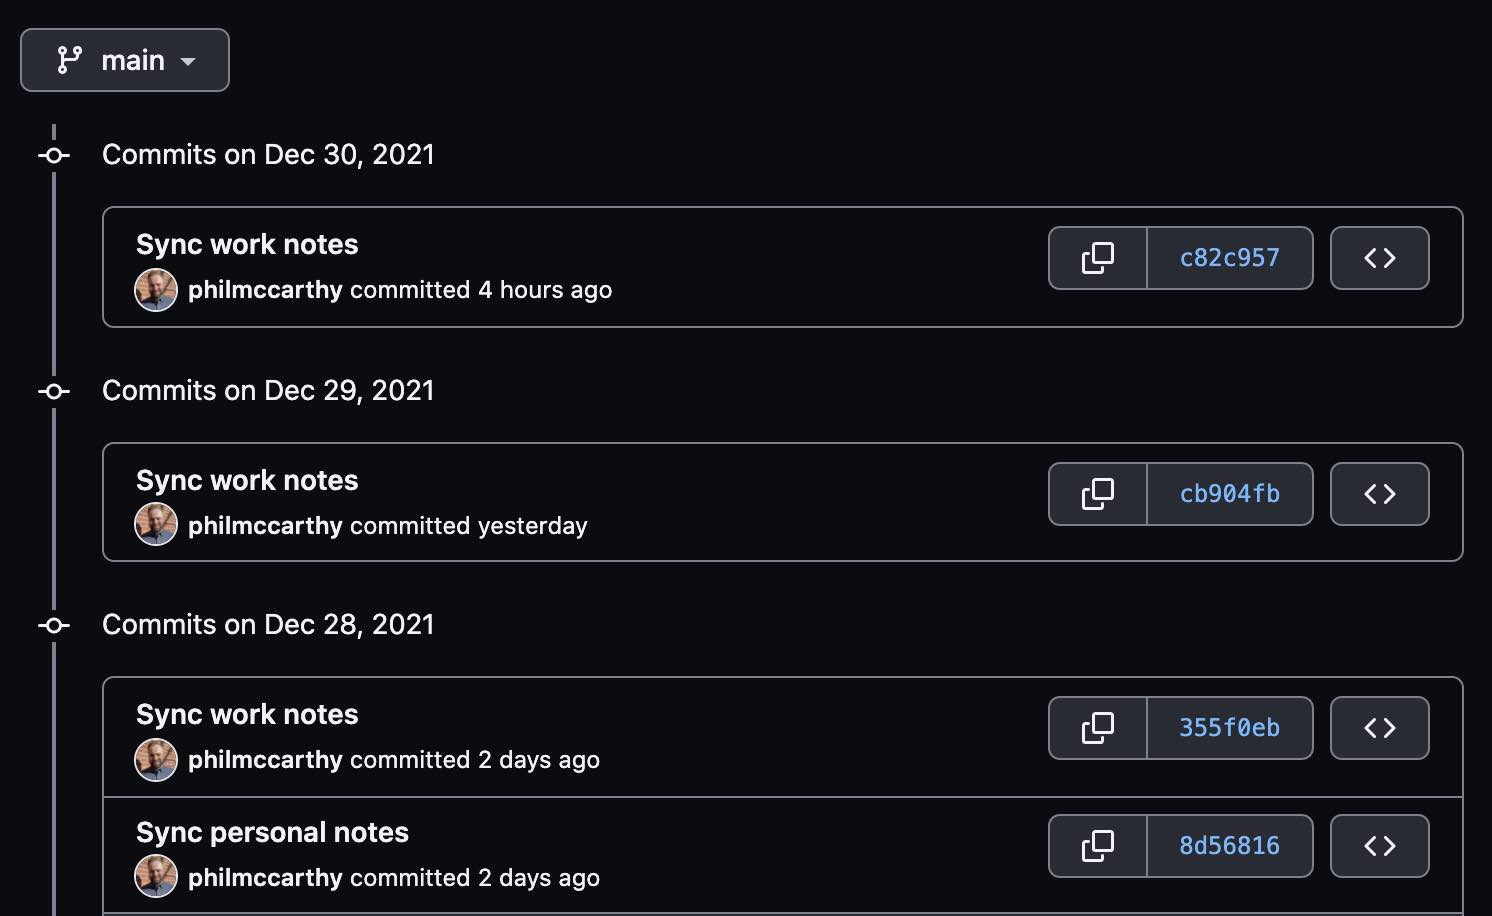 main
Commits on Dec 30, 2021
Sync work notes
philmccarthy committed 4 hours ago
c82c957
Commits on Dec 29, 2021
Sync work notes
philmccarthy committed yesterday
cb904fb
Commits on Dec 28, 2021
Sync work notes
philmccarthy committed 2 days ago
355f0eb
Sync personal notes
philmccarthy committed 2 days ago
8d56816